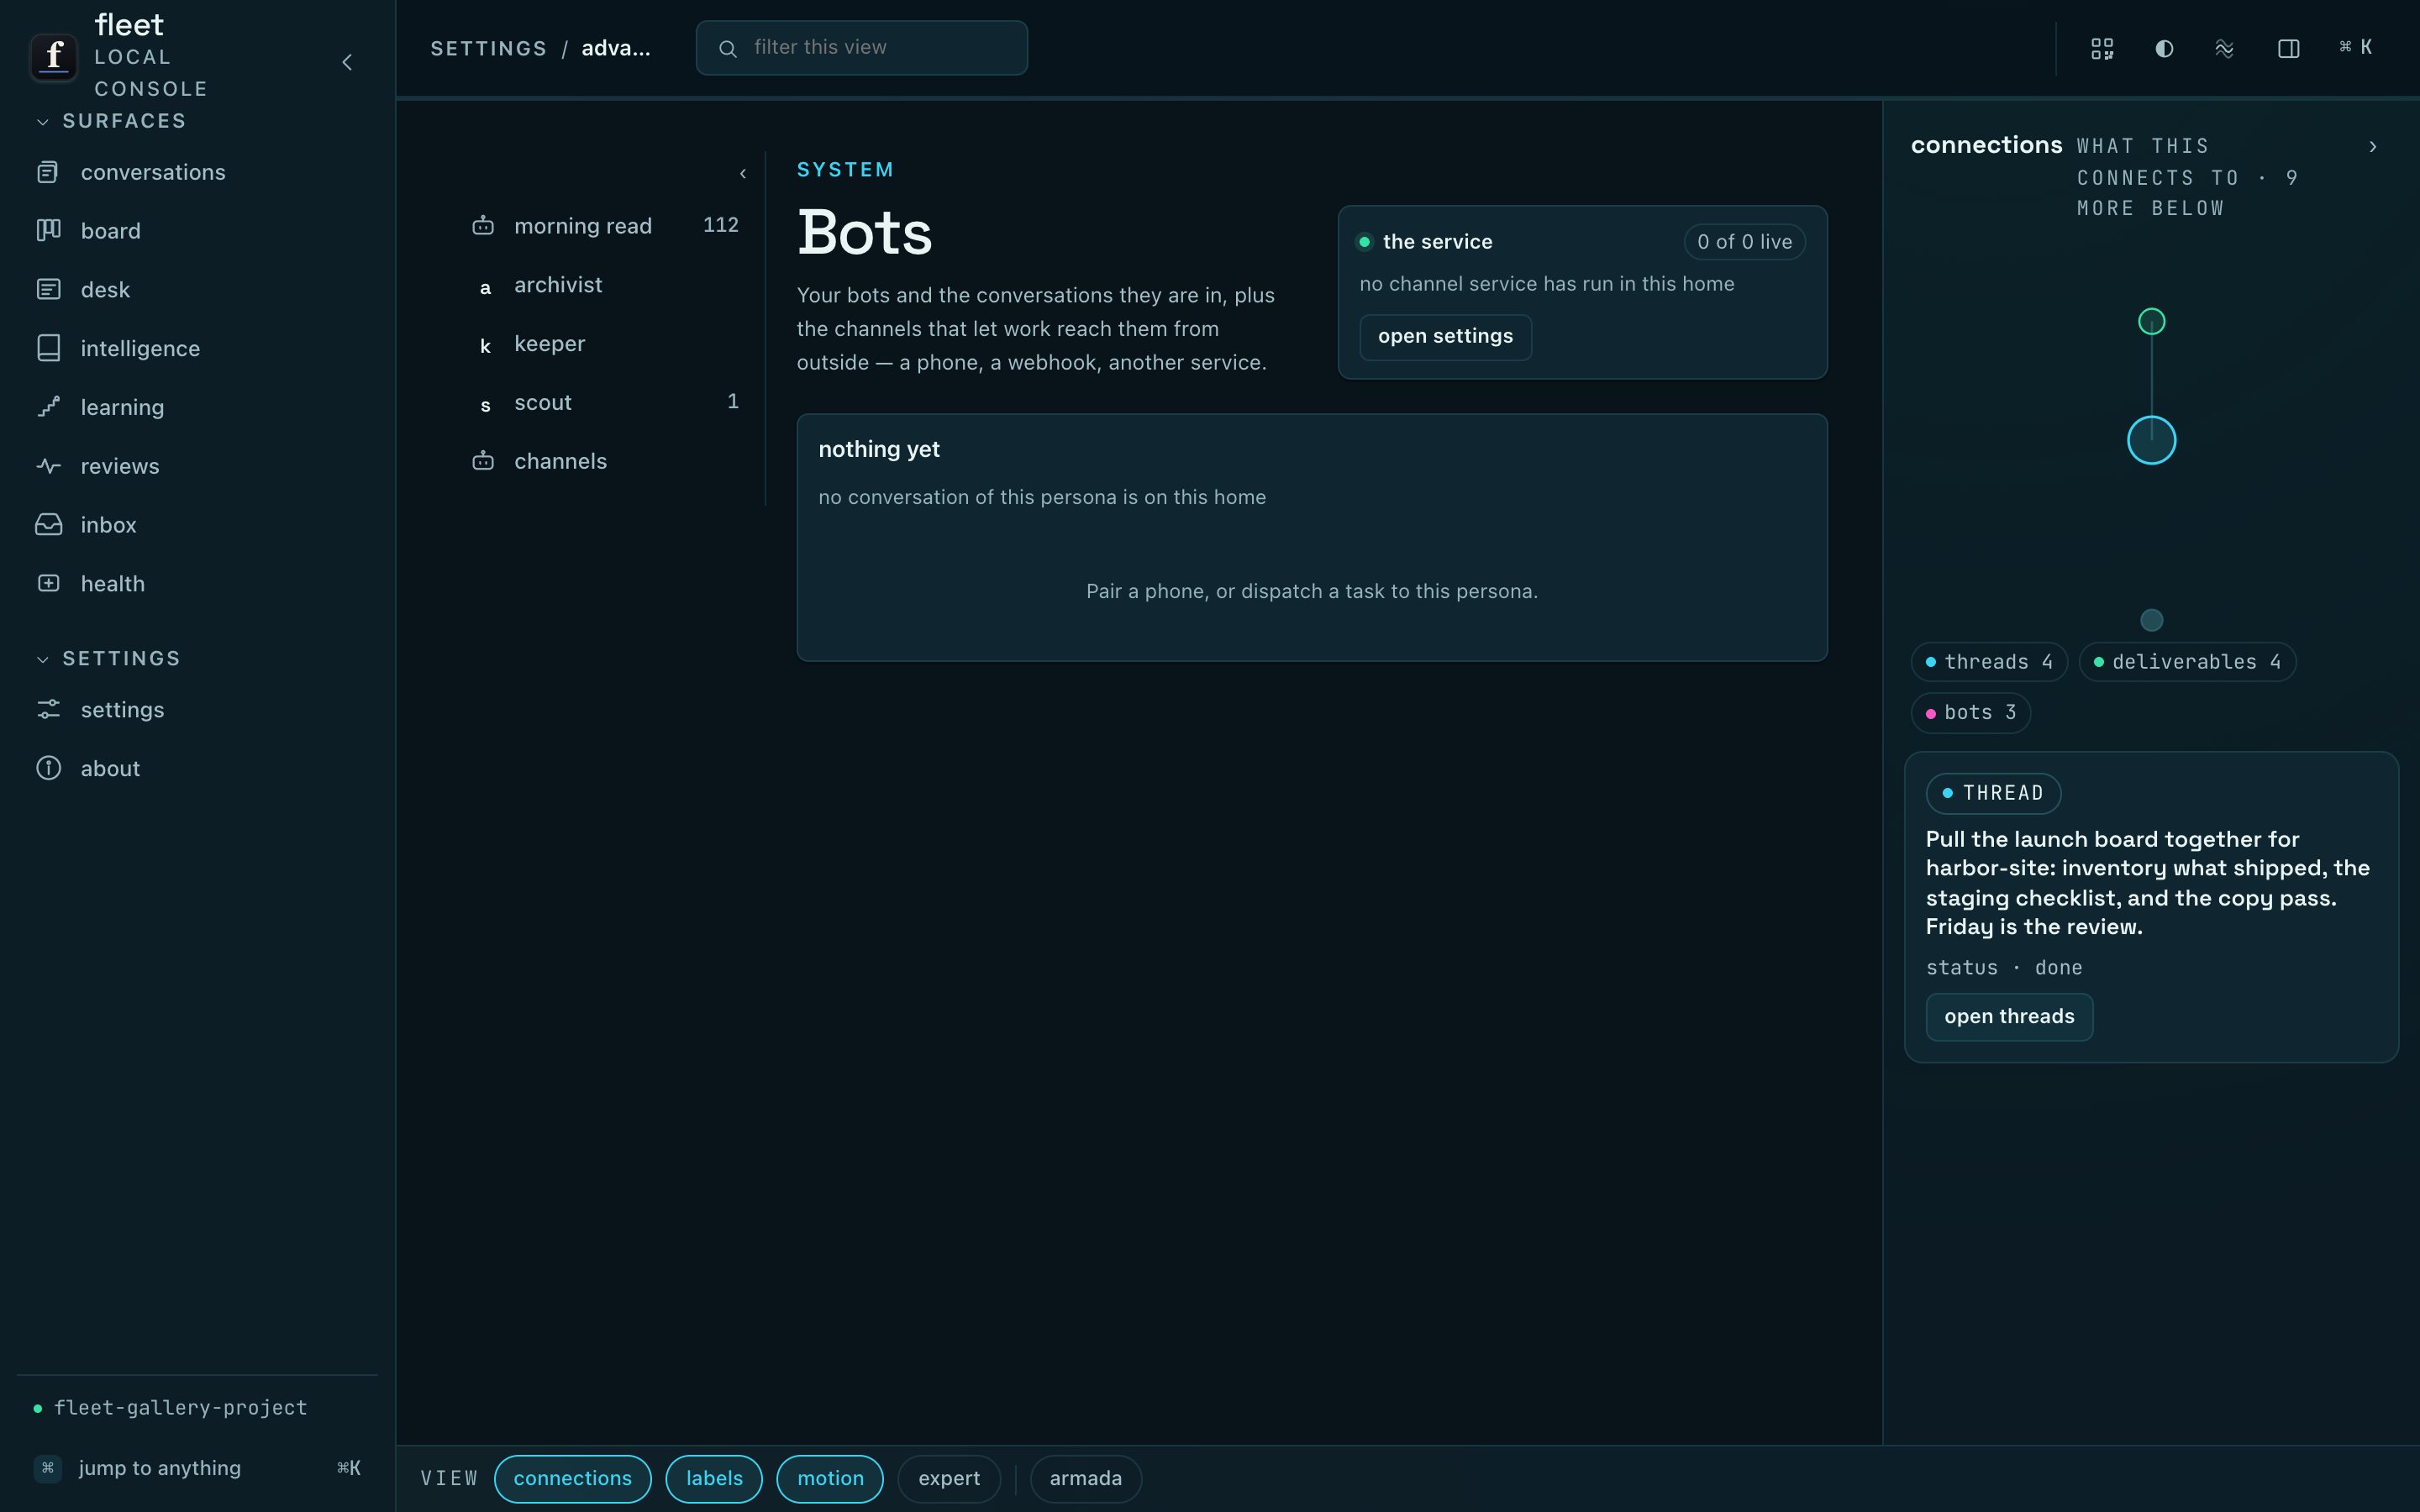 fleet
LOCAL
CONSOLE
SURFACES
conversations
board
desk
intelligence
learning
reviews
inbox
health
SETTINGS
settings
about
fleet-gallery-project
⌘ jump to anything ⌘K
SETTINGS / adva...
filter this view
⌘ K
morning read 112
a archivist
k keeper
s scout 1
channels
SYSTEM
Bots
Your bots and the conversations they are in, plus
the channels that let work reach them from
outside — a phone, a webhook, another service.
the service 0 of 0 live
no channel service has run in this home
open settings
nothing yet
no conversation of this persona is on this home
Pair a phone, or dispatch a task to this persona.
connections WHAT THIS
CONNECTS TO · 9
MORE BELOW
threads 4 deliverables 4
bots 3
THREAD
Pull the launch board together for
harbor-site: inventory what shipped, the
staging checklist, and the copy pass.
Friday is the review.
status · done
open threads
VIEW connections labels motion expert armada